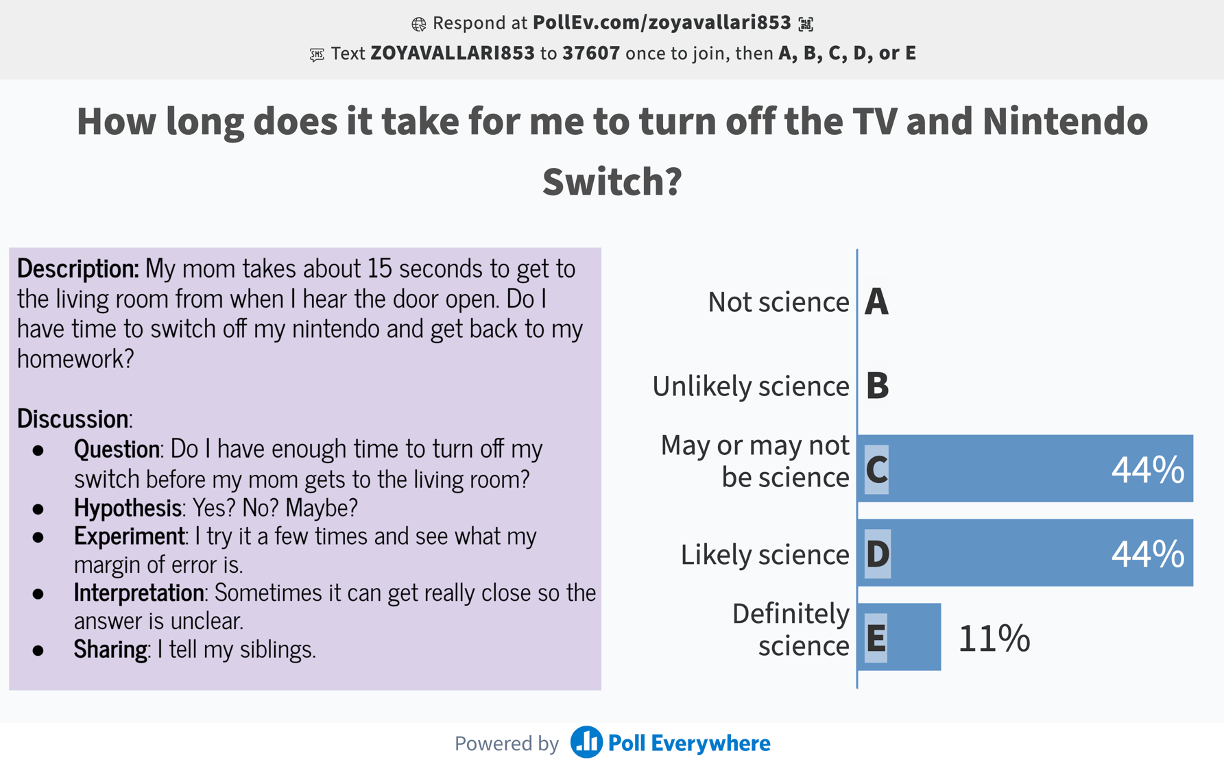 Respond at PollEv.com/zoyavallari853
Text ZOYAVALLARI853 to 37607 once to join, then A, B, C, D, or E
How long does it take for me to turn off the TV and Nintendo
Switch?
Description: My mom takes about 15 seconds to get to
the living room from when I hear the door open. Do I
have time to switch off my nintendo and get back to my
homework?
Discussion:
● Question: Do I have enough time to turn off my
switch before my mom gets to the living room?
● Hypothesis: Yes? No? Maybe?
● Experiment: I try it a few times and see what my
margin of error is.
● Interpretation: Sometimes it can get really close so the
answer is unclear.
● Sharing: I tell my siblings.
Not science A
Unlikely science B
May or may not
be science C 44%
Likely science D 44%
Definitely
science E 11%
Powered by Poll Everywhere